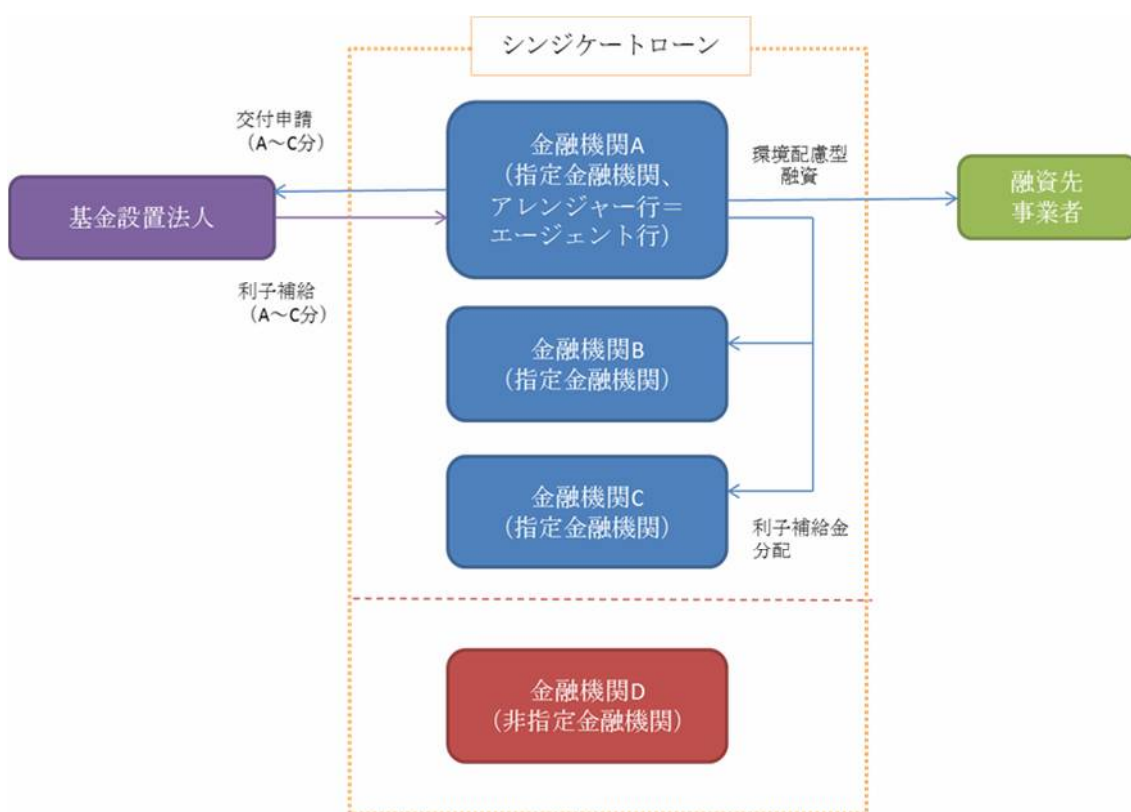 シンジケートローン
交付申請
（A～C分）
金融機関A
（指定金融機関、
アレンジャー行＝
エージェント行）
環境配慮型
融資
基金設置法人
融資先
事業者
利子補給
（A～C分）
金融機関B
（指定金融機関）
金融機関C
（指定金融機関）
利子補給金
分配
金融機関D
（非指定金融機関）